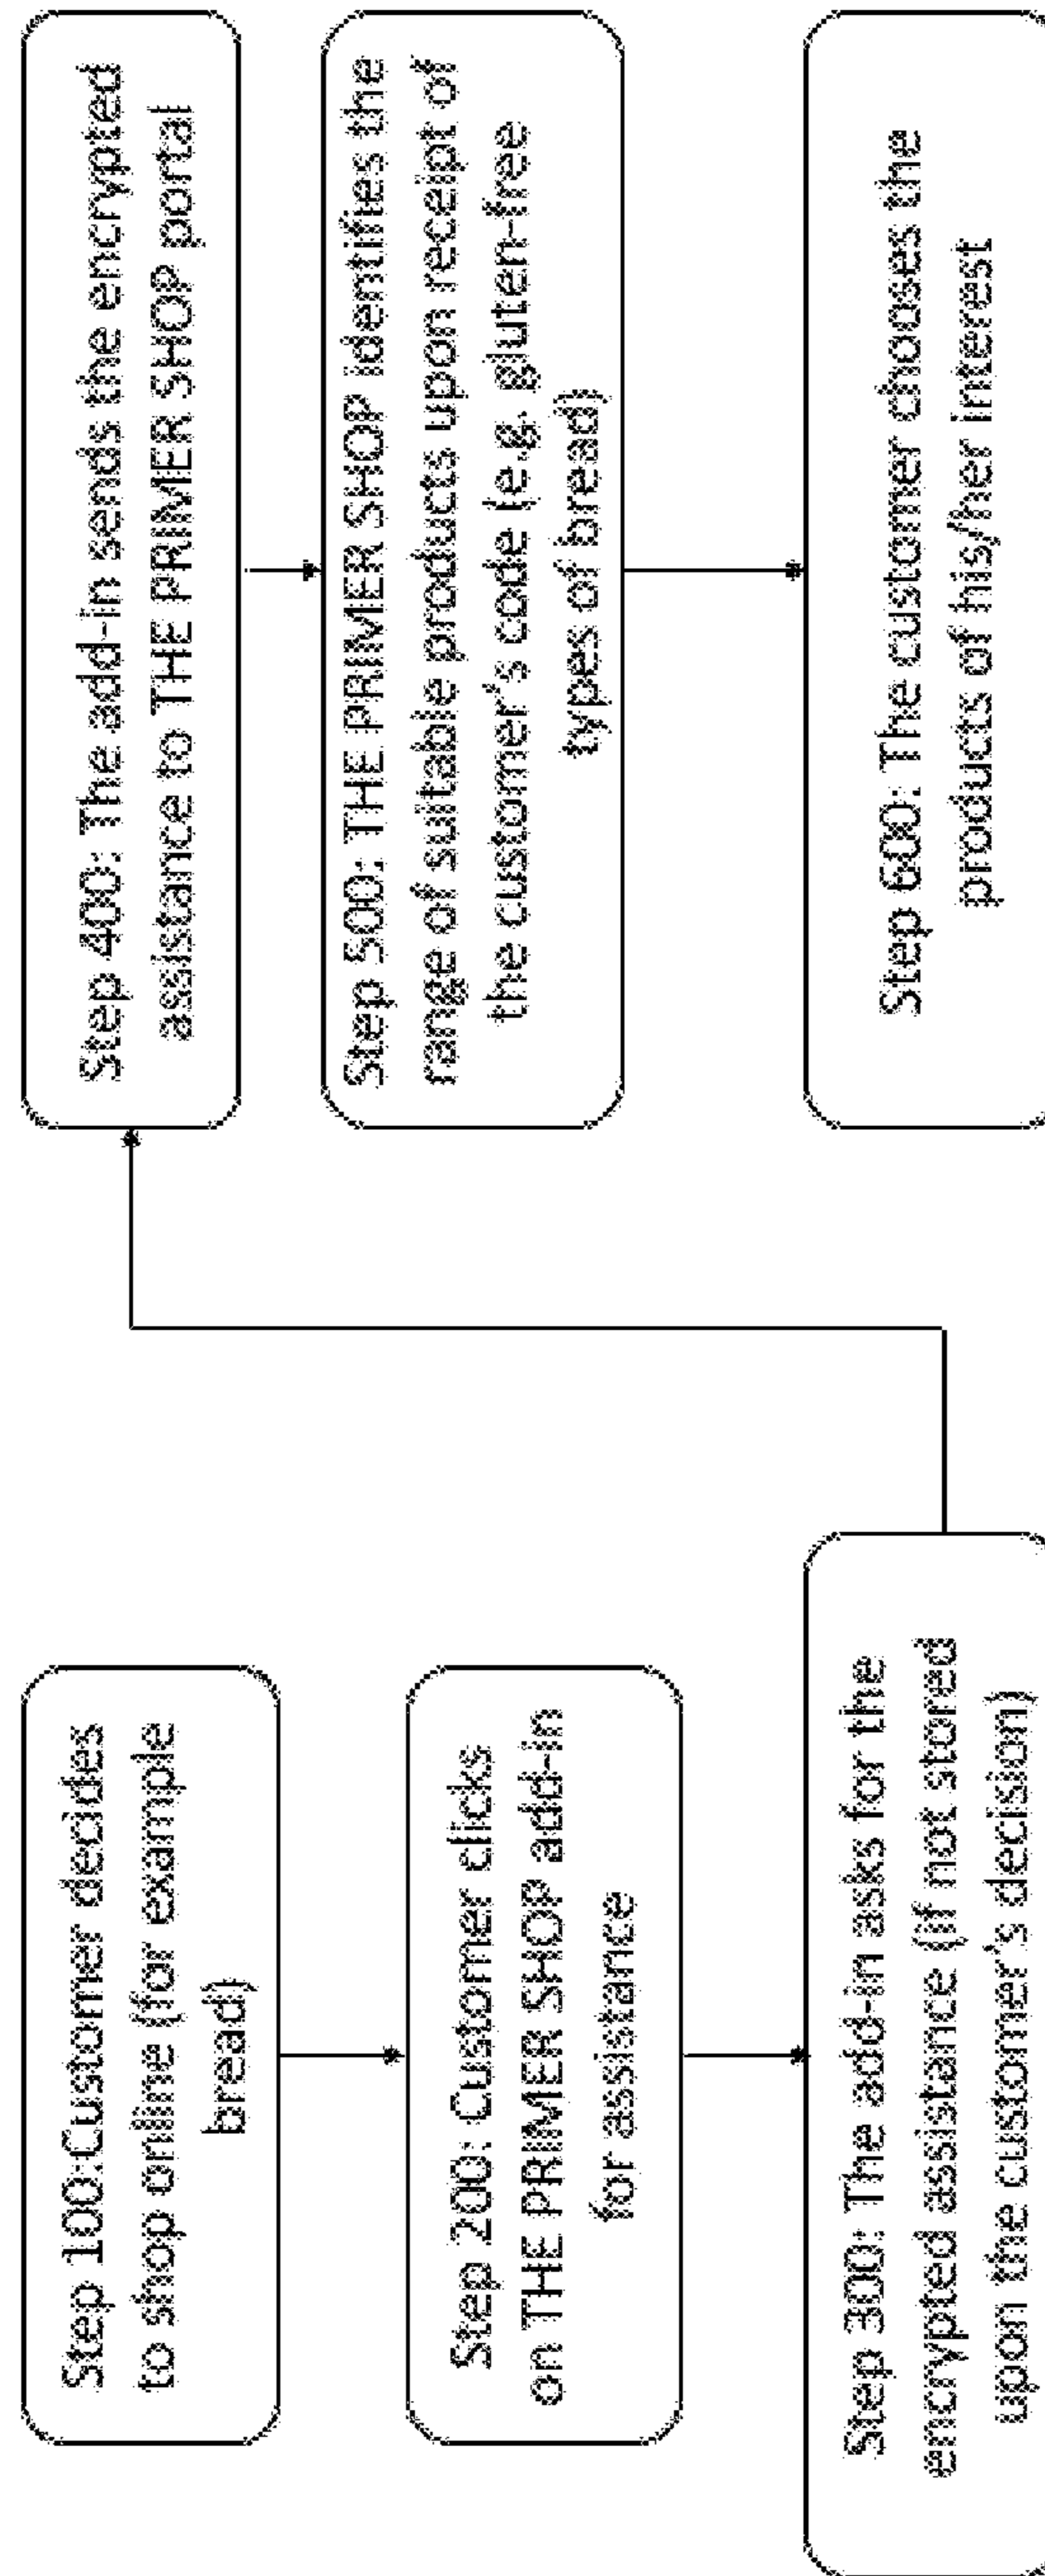 Step 100:Customer decides
to shop online (for example
bread)
Step 200: Customer clicks
on THE PRIMER SHOP add-in
for assistance
Step 300: The add-in asks for the
encrypted assistance (if not stored
upon the customer's decision)
Step 400: The add-in sends the encrypted
assistance to THE PRIMER SHOP portal
Step 500: THE PRIMER SHOP identifies the
range of suitable products upon receipt of
the customer's code (e.g. gluten-free
types of bread)
Step 600: The customer chooses the
products of his/her interest